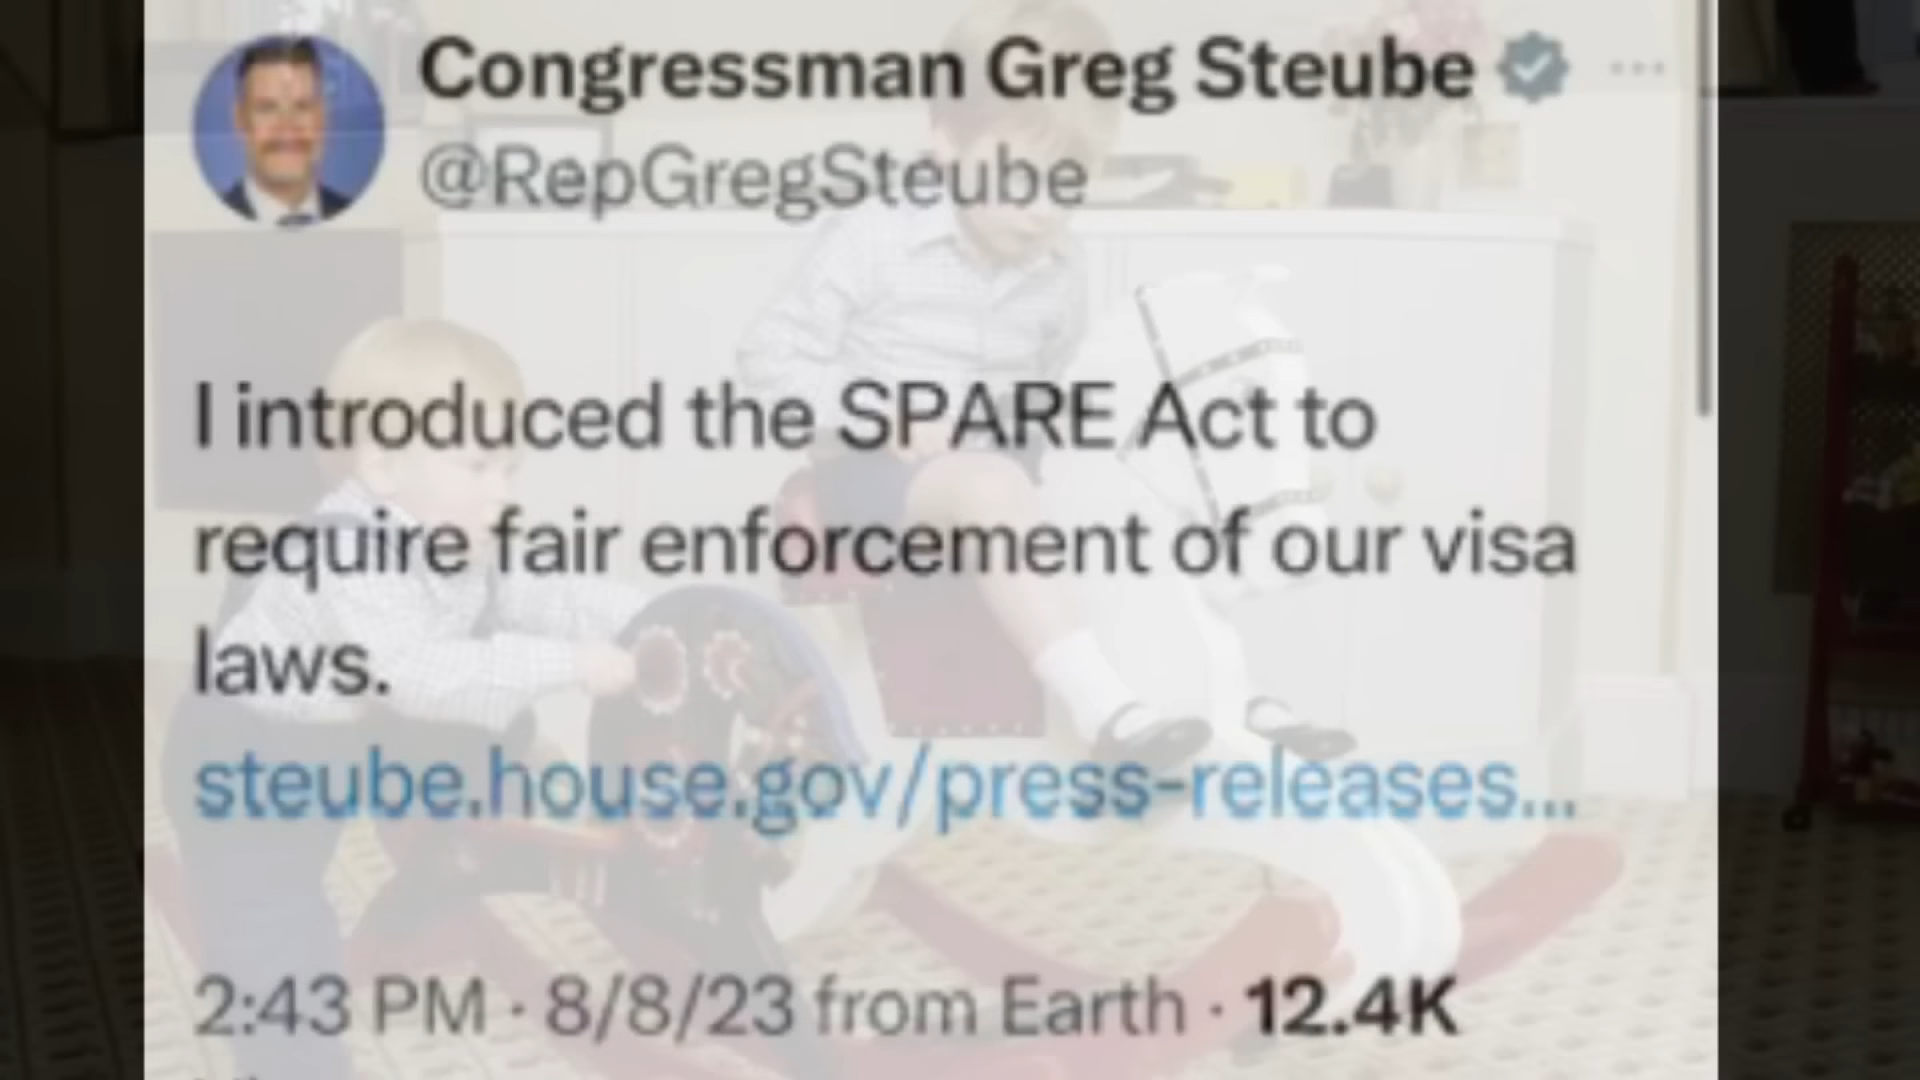 Congressman Greg Steube
@RepGregSteube
I introduced the SPARE Act to
require fair enforcement of our visa
laws.
steube.house.gov/press-releases...
2:43 PM · 8/8/23 from Earth · 12.4K